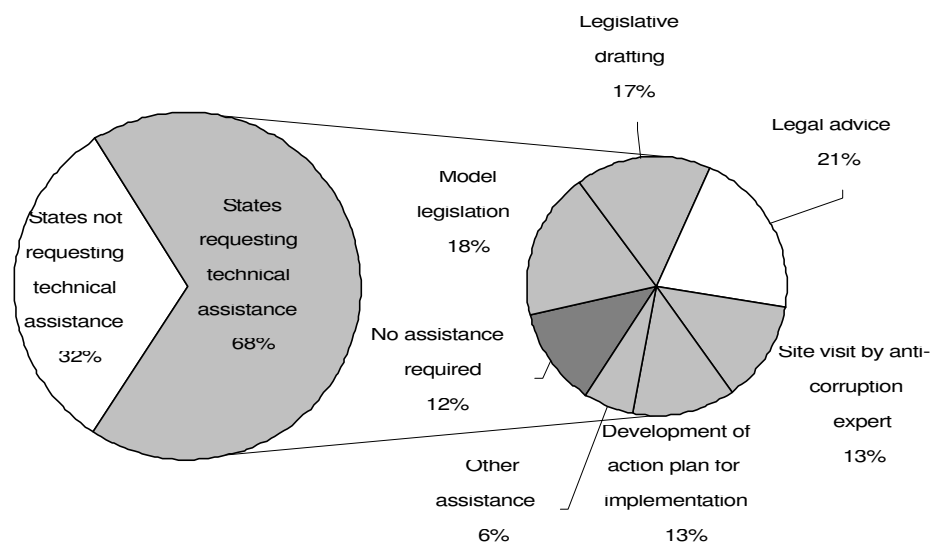 States not
requesting
technical
assistance
32%
States
requesting
technical
assistance
68%
Legislative
drafting
17%
Legal advice
21%
Model
legislation
18%
No assistance
required
12%
Site visit by anti-
corruption
expert
13%
Development of
action plan for
implementation
13%
Other
assistance
6%